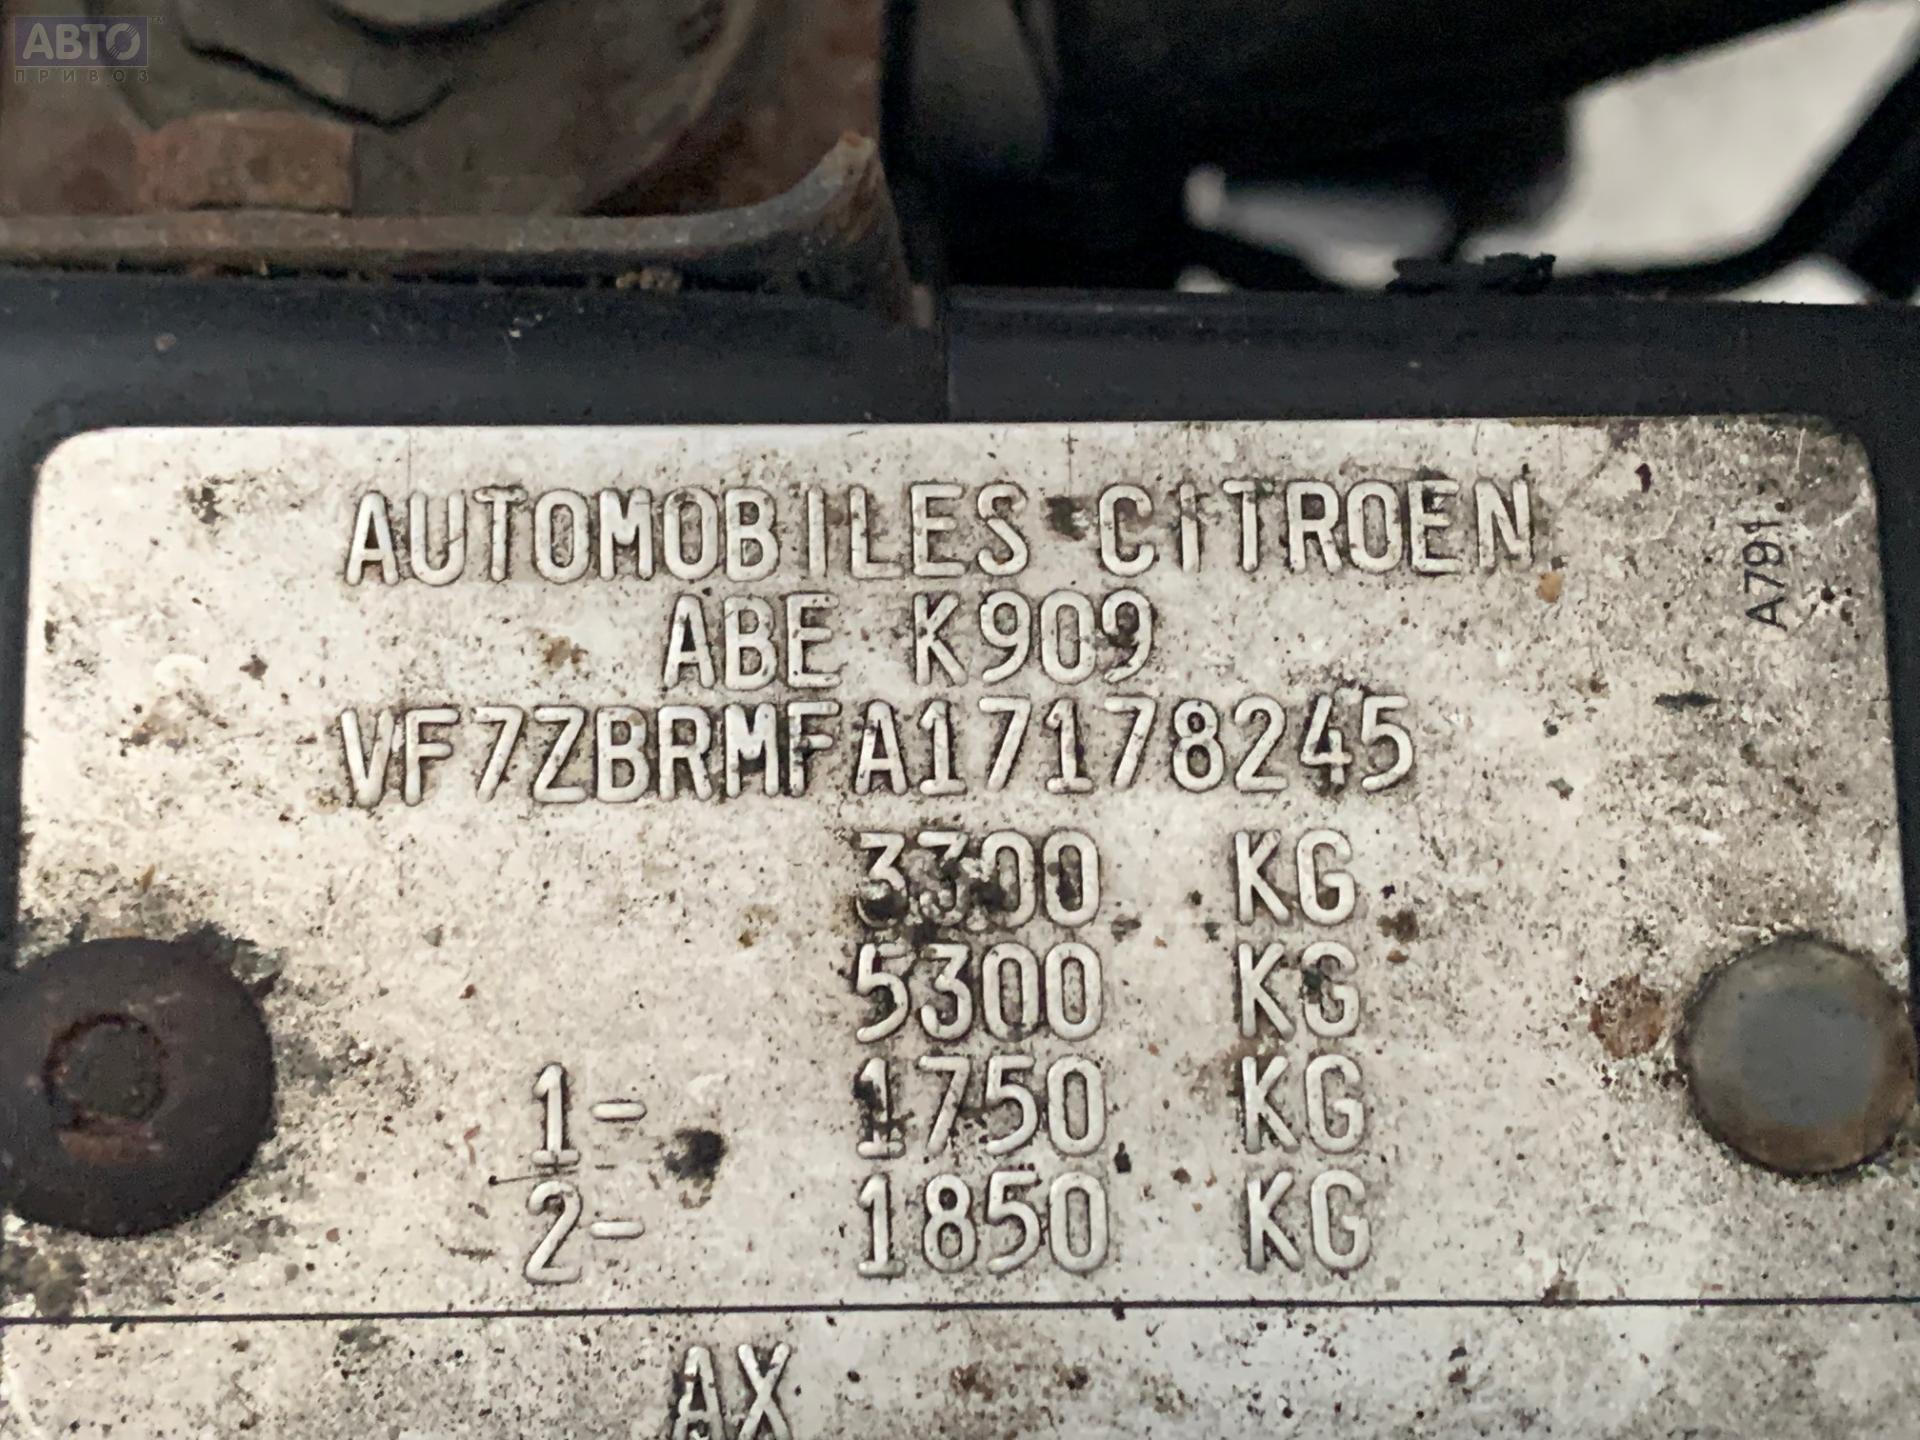 АВТО
ПРИВОЗ
AUTOMOBILES CITROEN
ABE K909
VF7ZBRMFA17178245
3300 KG
5300 KG
1- 1750 KG
2- 1850 KG
AX
A791